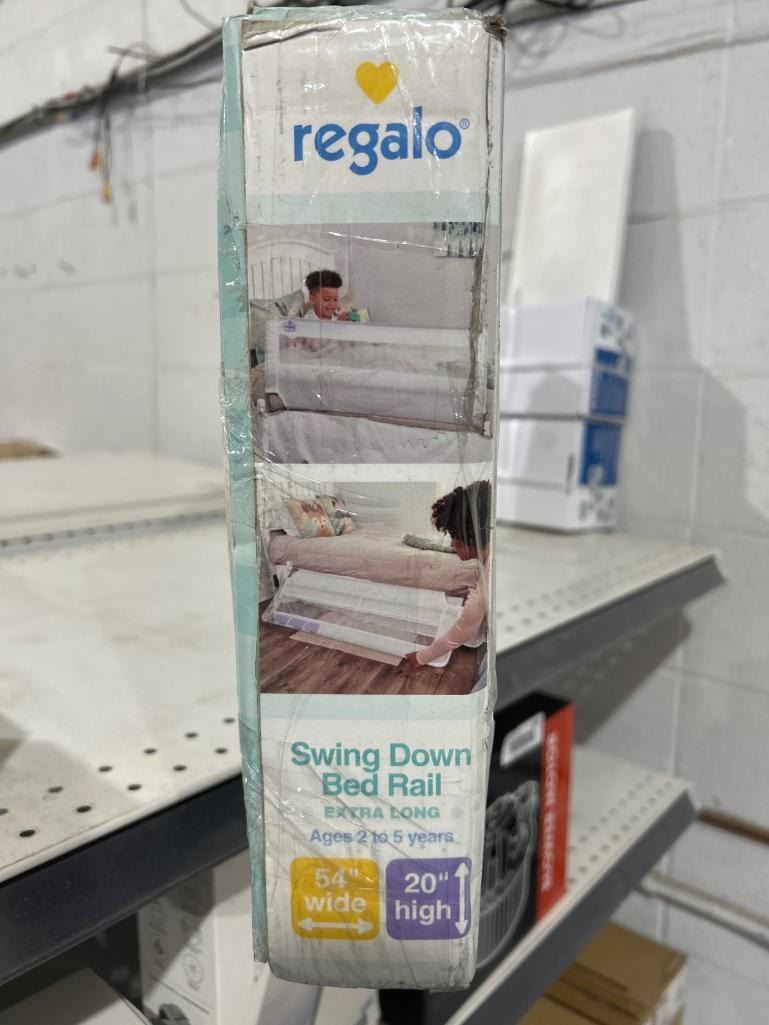 regalo®
Swing Down
Bed Rail
EXTRA LONG
Ages 2 to 5 years
54"
wide
20"
high